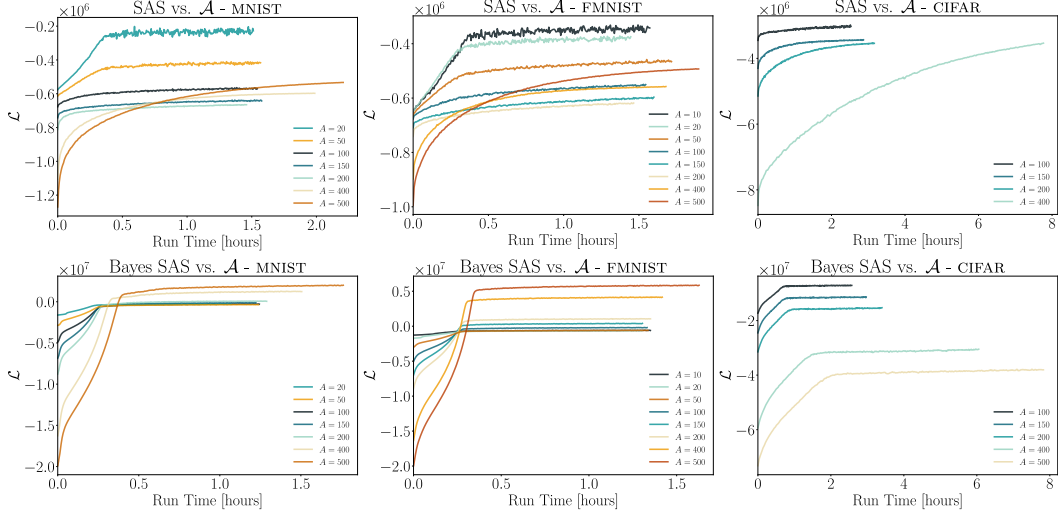 SAS vs. 𝒜 - MNIST
×10⁶
−0.2
−0.4
−0.6
−0.8
−1.0
−1.2
ℒ
0.0 0.5 1.0 1.5 2.0
Run Time [hours]
A = 20
A = 50
A = 100
A = 150
A = 200
A = 400
A = 500
SAS vs. 𝒜 - FMNIST
×10⁶
−0.4
−0.6
−0.8
−1.0
ℒ
0.0 0.5 1.0 1.5
Run Time [hours]
A = 10
A = 20
A = 50
A = 100
A = 150
A = 200
A = 400
A = 500
SAS vs. 𝒜 - CIFAR
×10⁶
−4
−6
−8
ℒ
0 2 4 6 8
Run Time [hours]
A = 100
A = 150
A = 200
A = 400
Bayes SAS vs. 𝒜 - MNIST
×10⁷
0.0
−0.5
−1.0
−1.5
−2.0
ℒ
0.0 0.5 1.0 1.5
Run Time [hours]
A = 20
A = 50
A = 100
A = 150
A = 200
A = 400
A = 500
Bayes SAS vs. 𝒜 - FMNIST
×10⁷
0.5
0.0
−0.5
−1.0
−1.5
−2.0
ℒ
0.0 0.5 1.0 1.5
Run Time [hours]
A = 10
A = 20
A = 50
A = 100
A = 150
A = 200
A = 400
A = 500
Bayes SAS vs. 𝒜 - CIFAR
×10⁷
−2
−4
−6
ℒ
0 2 4 6 8
Run Time [hours]
A = 100
A = 150
A = 200
A = 400
A = 500